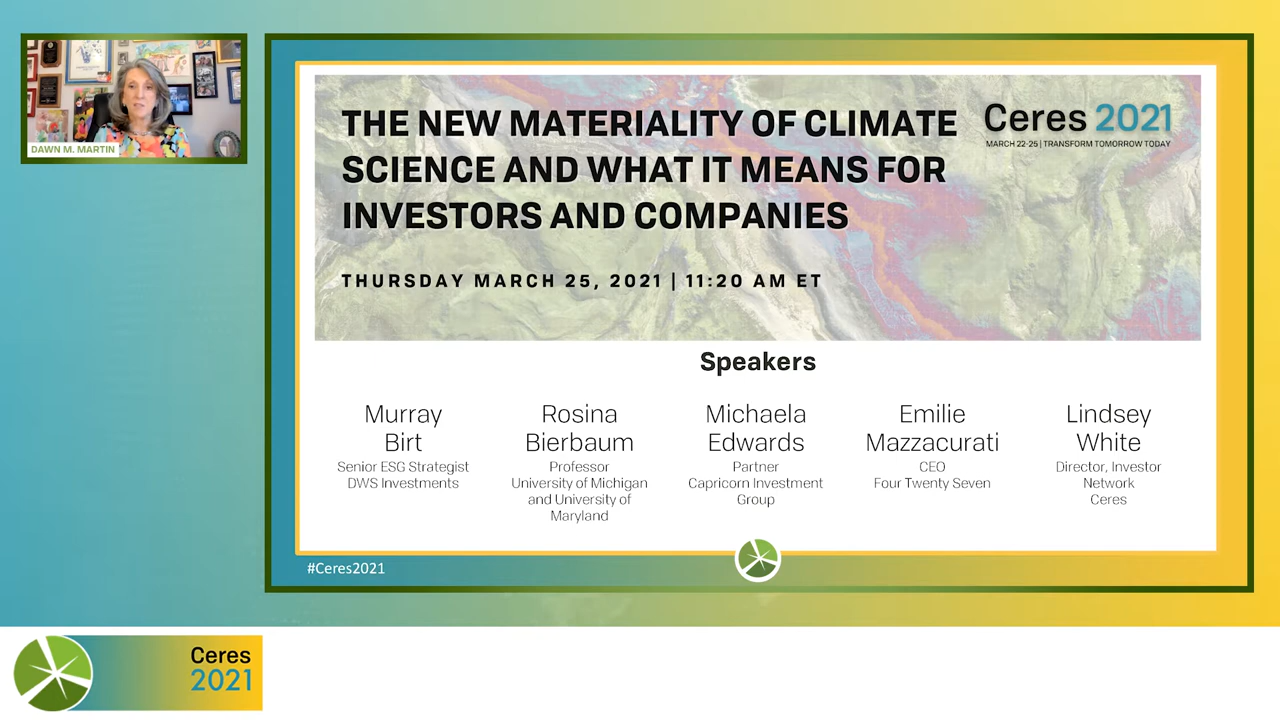 DAWN M. MARTIN
THE NEW MATERIALITY OF CLIMATE
SCIENCE AND WHAT IT MEANS FOR
INVESTORS AND COMPANIES
Ceres 2021
MARCH 22-25 | TRANSFORM TOMORROW TODAY
THURSDAY MARCH 25, 2021 | 11:20 AM ET
Speakers
Murray
Birt
Senior ESG Strategist
DWS Investments
Rosina
Bierbaum
Professor
University of Michigan
and University of
Maryland
Michaela
Edwards
Partner
Capricorn Investment
Group
Emilie
Mazzacurati
CEO
Four Twenty Seven
Lindsey
White
Director, Investor
Network
Ceres
#Ceres2021
Ceres
2021